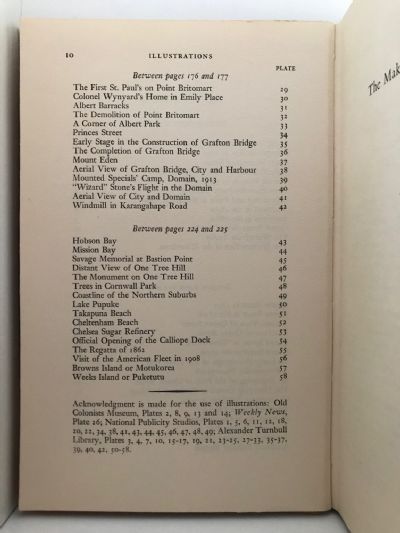 10 ILLUSTRATIONS
PLATE
Between pages 176 and 177
The First St. Paul's on Point Britomart 29
Colonel Wynyard's Home in Emily Place 30
Albert Barracks 31
The Demolition of Point Britomart 32
A Corner of Albert Park 33
Princes Street 34
Early Stage in the Construction of Grafton Bridge 35
The Completion of Grafton Bridge 36
Mount Eden 37
Aerial View of Grafton Bridge, City and Harbour 38
Mounted Specials' Camp, Domain, 1913 39
"Wizard" Stone's Flight in the Domain 40
Aerial View of City and Domain 41
Windmill in Karangahape Road 42
Between pages 224 and 225
Hobson Bay 43
Mission Bay 44
Savage Memorial at Bastion Point 45
Distant View of One Tree Hill 46
The Monument on One Tree Hill 47
Trees in Cornwall Park 48
Coastline of the Northern Suburbs 49
Lake Pupuke 50
Takapuna Beach 51
Cheltenham Beach 52
Chelsea Sugar Refinery 53
Official Opening of the Calliope Dock 54
The Regatta of 1862 55
Visit of the American Fleet in 1908 56
Browns Island or Motukorea 57
Weeks Island or Puketutu 58
Acknowledgment is made for the use of illustrations: Old
Colonists Museum, Plates 2, 8, 9, 13 and 14; Weekly News,
Plate 26; National Publicity Studios, Plates 1, 5, 6, 11, 12, 18,
20, 22, 34, 38, 41, 43, 44, 45, 46, 47, 48, 49; Alexander Turnbull
Library, Plates 3, 4, 7, 10, 15-17, 19, 21, 23-25, 27-33, 35-37,
39, 40, 42, 50-58.
The Mak